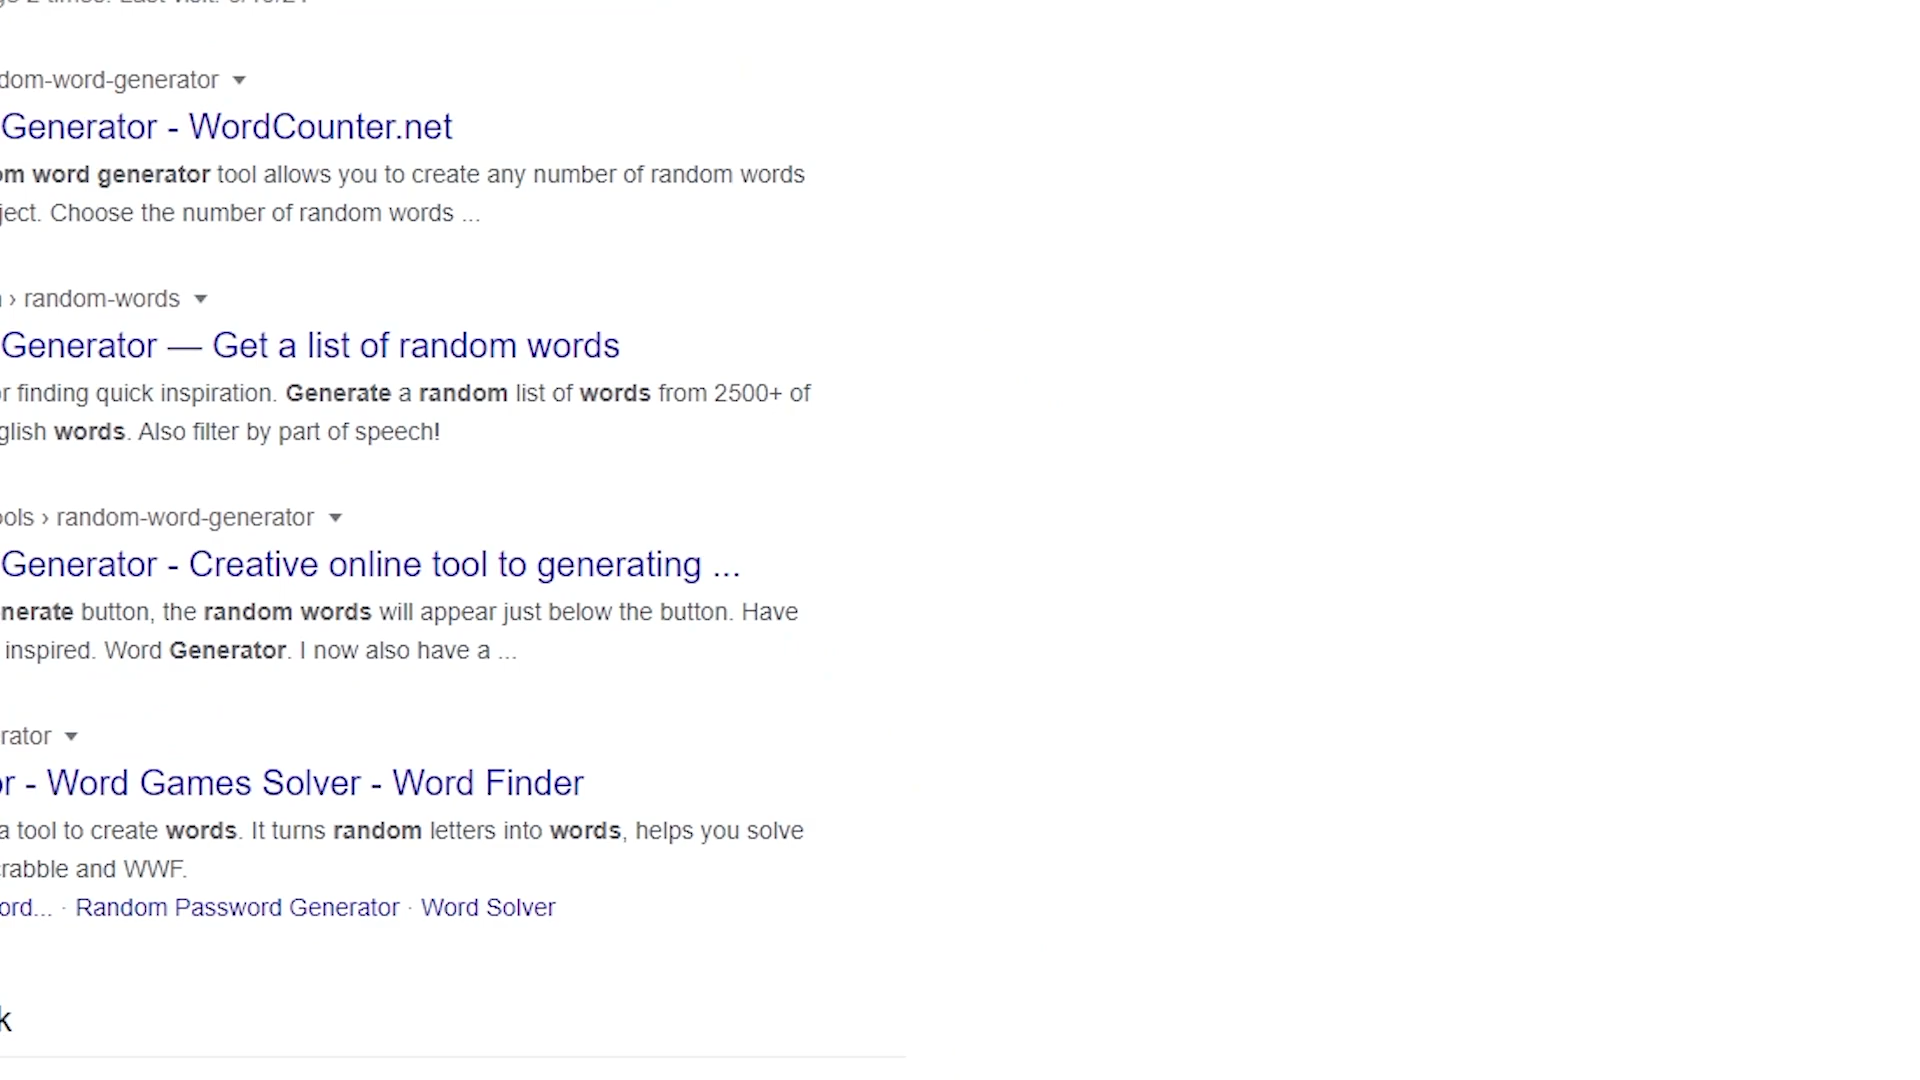 dom-word-generator
Generator - WordCounter.net
om word generator tool allows you to create any number of random words
ject. Choose the number of random words ...
› random-words
Generator — Get a list of random words
or finding quick inspiration. Generate a random list of words from 2500+ of
glish words. Also filter by part of speech!
ools › random-word-generator
Generator - Creative online tool to generating ...
nerate button, the random words will appear just below the button. Have
inspired. Word Generator. I now also have a ...
rator
or - Word Games Solver - Word Finder
a tool to create words. It turns random letters into words, helps you solve
crabble and WWF.
ord... · Random Password Generator · Word Solver
k